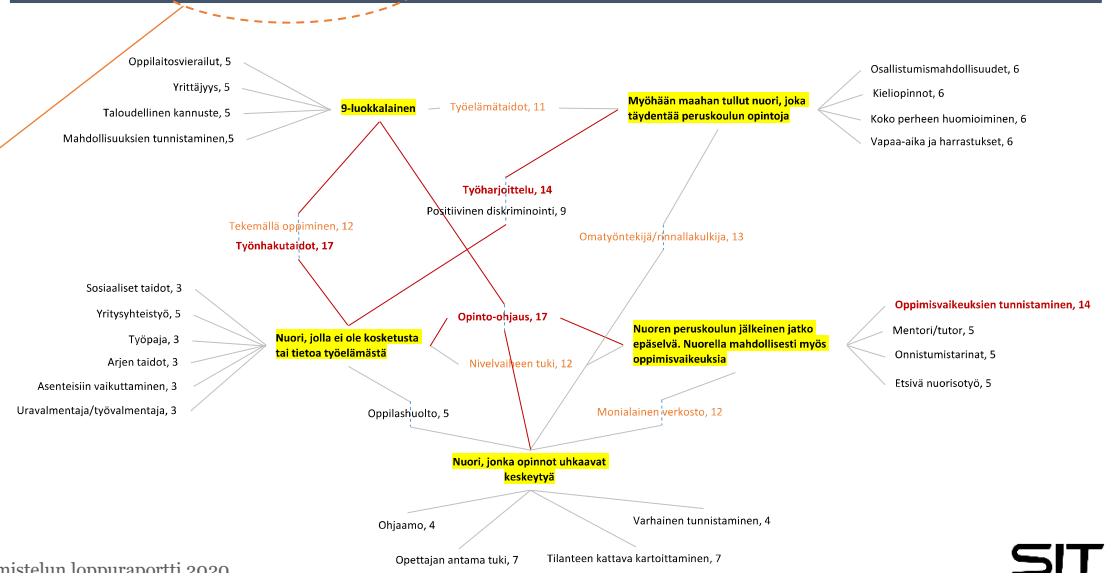 Oppilaitosvierailut, 5
Yrittäjyys, 5
Taloudellinen kannuste, 5
Mahdollisuuksien tunnistaminen,5
9-luokkalainen
Työelämätaidot, 11
Myöhään maahan tullut nuori, joka
täydentää peruskoulun opintoja
Osallistumismahdollisuudet, 6
Kieliopinnot, 6
Koko perheen huomioiminen, 6
Vapaa-aika ja harrastukset, 6
Työharjoittelu, 14
Positiivinen diskriminointi, 9
Tekemällä oppiminen, 12
Työnhakutaidot, 17
Omatyöntekijä/rinnallakulkija, 13
Sosiaaliset taidot, 3
Yritysyhteistyö, 5
Työpaja, 3
Arjen taidot, 3
Asenteisiin vaikuttaminen, 3
Uravalmentaja/työvalmentaja, 3
Nuori, jolla ei ole kosketusta
tai tietoa työelämästä
Opinto-ohjaus, 17
Nivelvaiheen tuki, 12
Nuoren peruskoulun jälkeinen jatko
epäselvä. Nuorella mahdollisesti myös
oppimisvaikeuksia
Oppimisvaikeuksien tunnistaminen, 14
Mentori/tutor, 5
Onnistumistarinat, 5
Etsivä nuorisotyö, 5
Oppilashuolto, 5
Monialainen verkosto, 12
Nuori, jonka opinnot uhkaavat
keskeytyä
Ohjaamo, 4
Opettajan antama tuki, 7
Tilanteen kattava kartoittaminen, 7
Varhainen tunnistaminen, 4
mistelun loppuraportti 2020
SIT